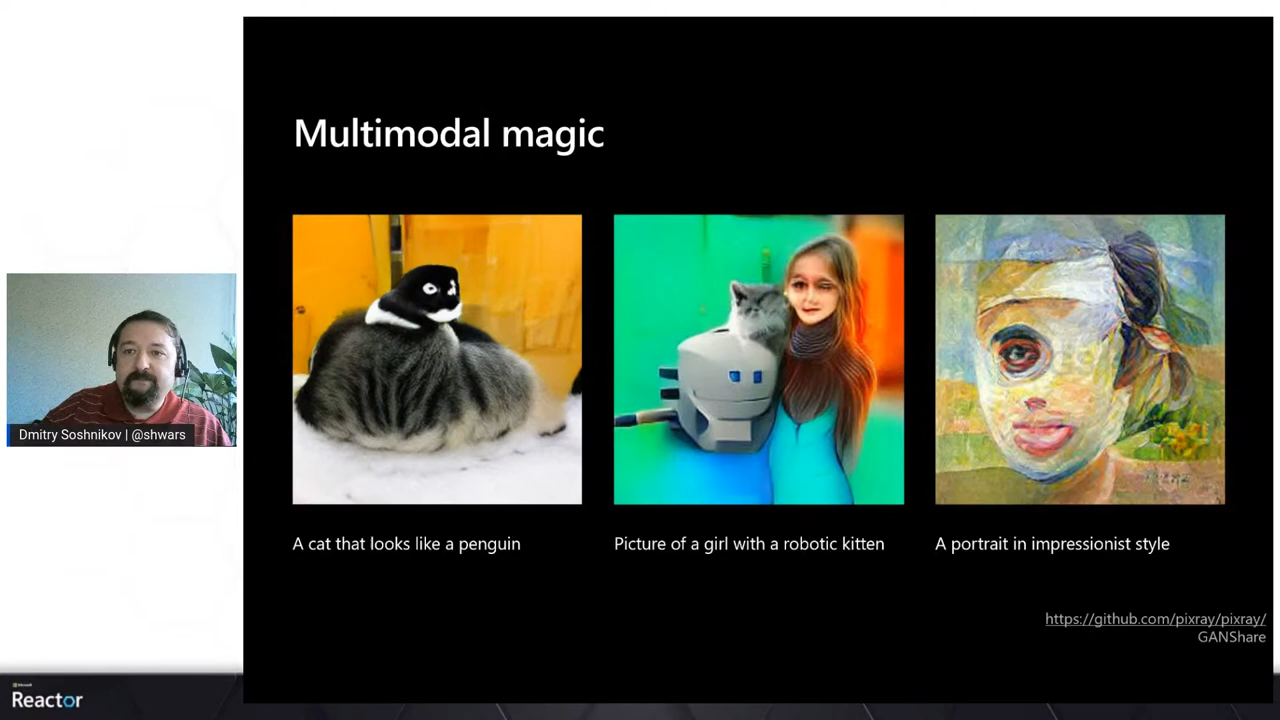 Multimodal magic
A cat that looks like a penguin
Picture of a girl with a robotic kitten
A portrait in impressionist style
https://github.com/pixray/pixray/
GANShare
Dmitry Soshnikov | @shwars
Microsoft
Reactor